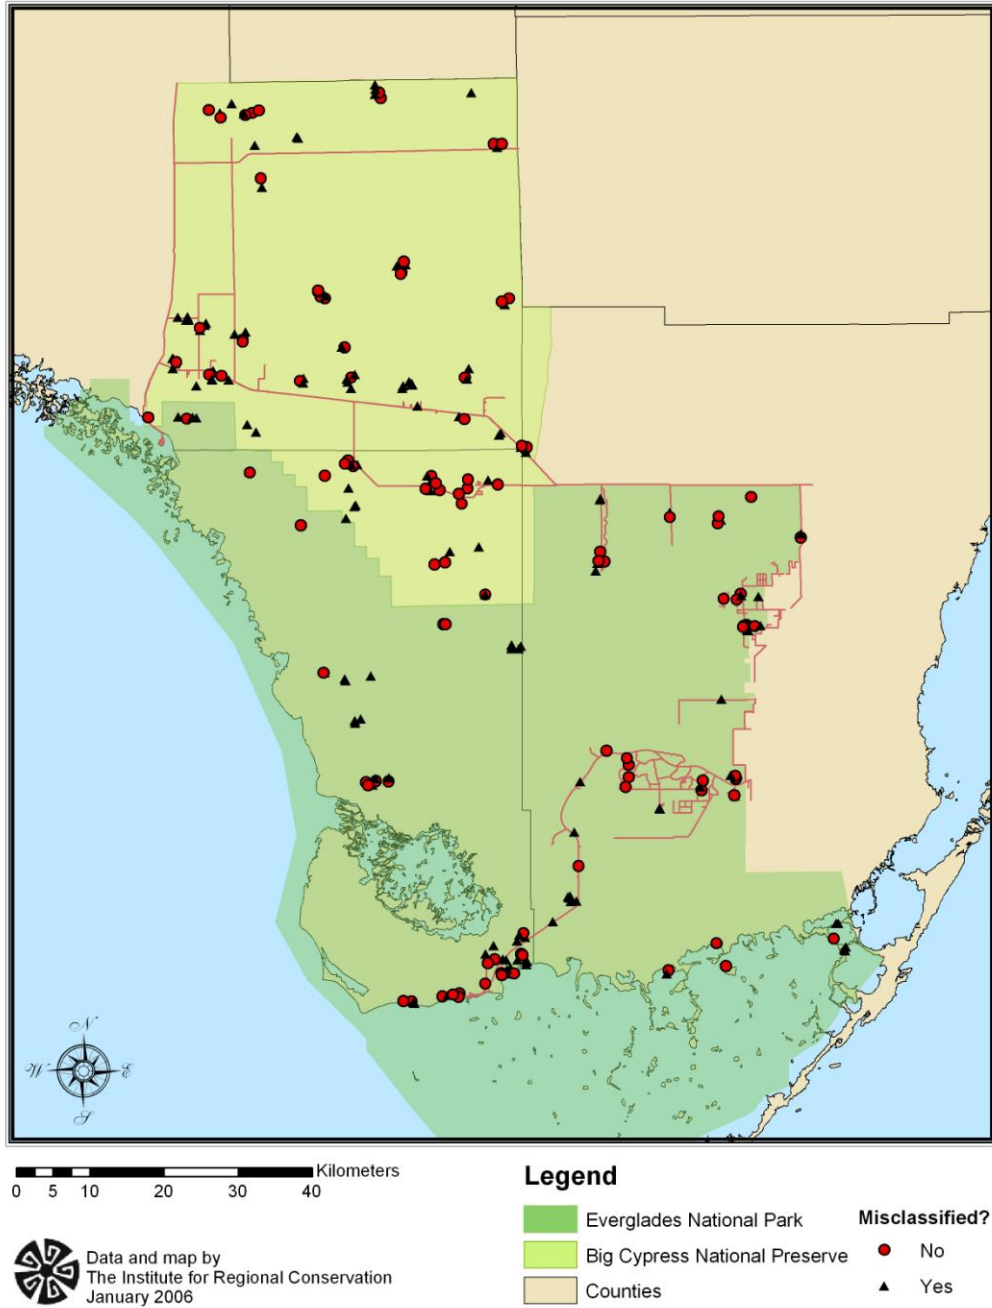 N
W
E
S
Kilometers
0 5 10 20 30 40
Data and map by
The Institute for Regional Conservation
January 2006
Legend
Everglades National Park
Big Cypress National Preserve
Counties
Misclassified?
No
Yes